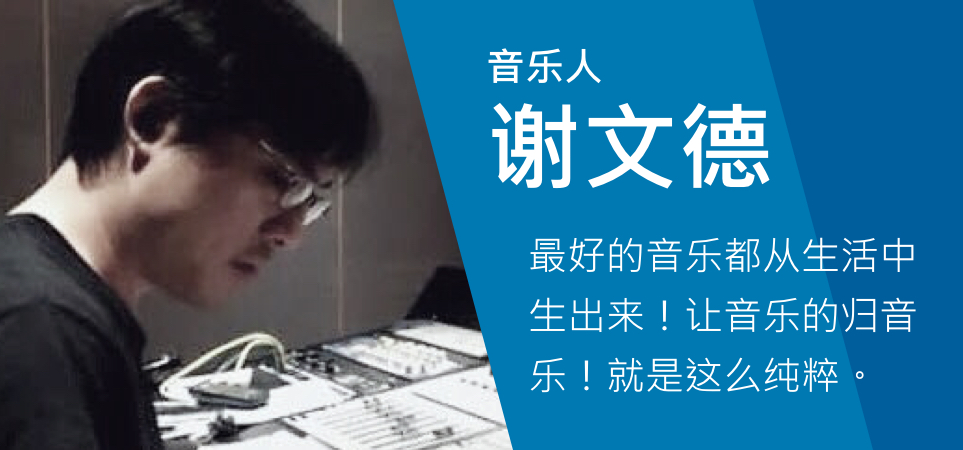 音乐人
谢文德
最好的音乐都从生活中
生出来！让音乐的归音
乐！就是这么纯粹。